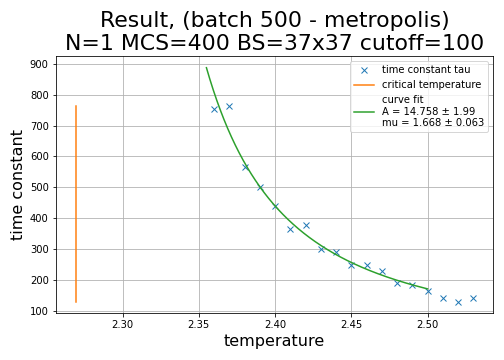 Result, (batch 500 - metropolis)
N=1 MCS=400 BS=37x37 cutoff=100
time constant tau
critical temperature
curve fit
A = 14.758 ± 1.99
mu = 1.668 ± 0.063
900
800
700
600
500
400
300
200
100
time constant
2.30
2.35
2.40
2.45
2.50
temperature